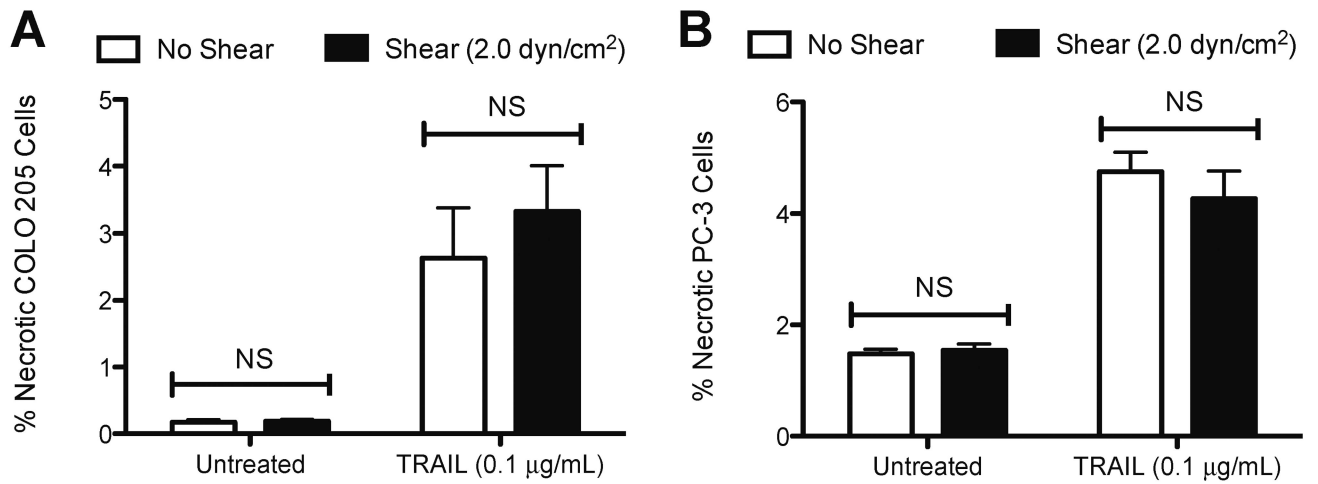 A
No Shear
Shear (2.0 dyn/cm²)
% Necrotic COLO 205 Cells
5
4
3
2
1
0
NS
NS
Untreated
TRAIL (0.1 μg/mL)
B
No Shear
Shear (2.0 dyn/cm²)
% Necrotic PC-3 Cells
6
4
2
0
NS
NS
Untreated
TRAIL (0.1 μg/mL)